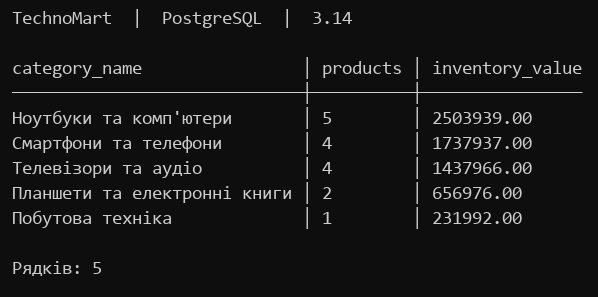 TechnoMart │ PostgreSQL │ 3.14
category_name │ products │ inventory_value
Ноутбуки та комп'ютери │ 5 │ 2503939.00
Смартфони та телефони │ 4 │ 1737937.00
Телевізори та аудіо │ 4 │ 1437966.00
Планшети та електронні книги │ 2 │ 656976.00
Побутова техніка │ 1 │ 231992.00
Рядків: 5